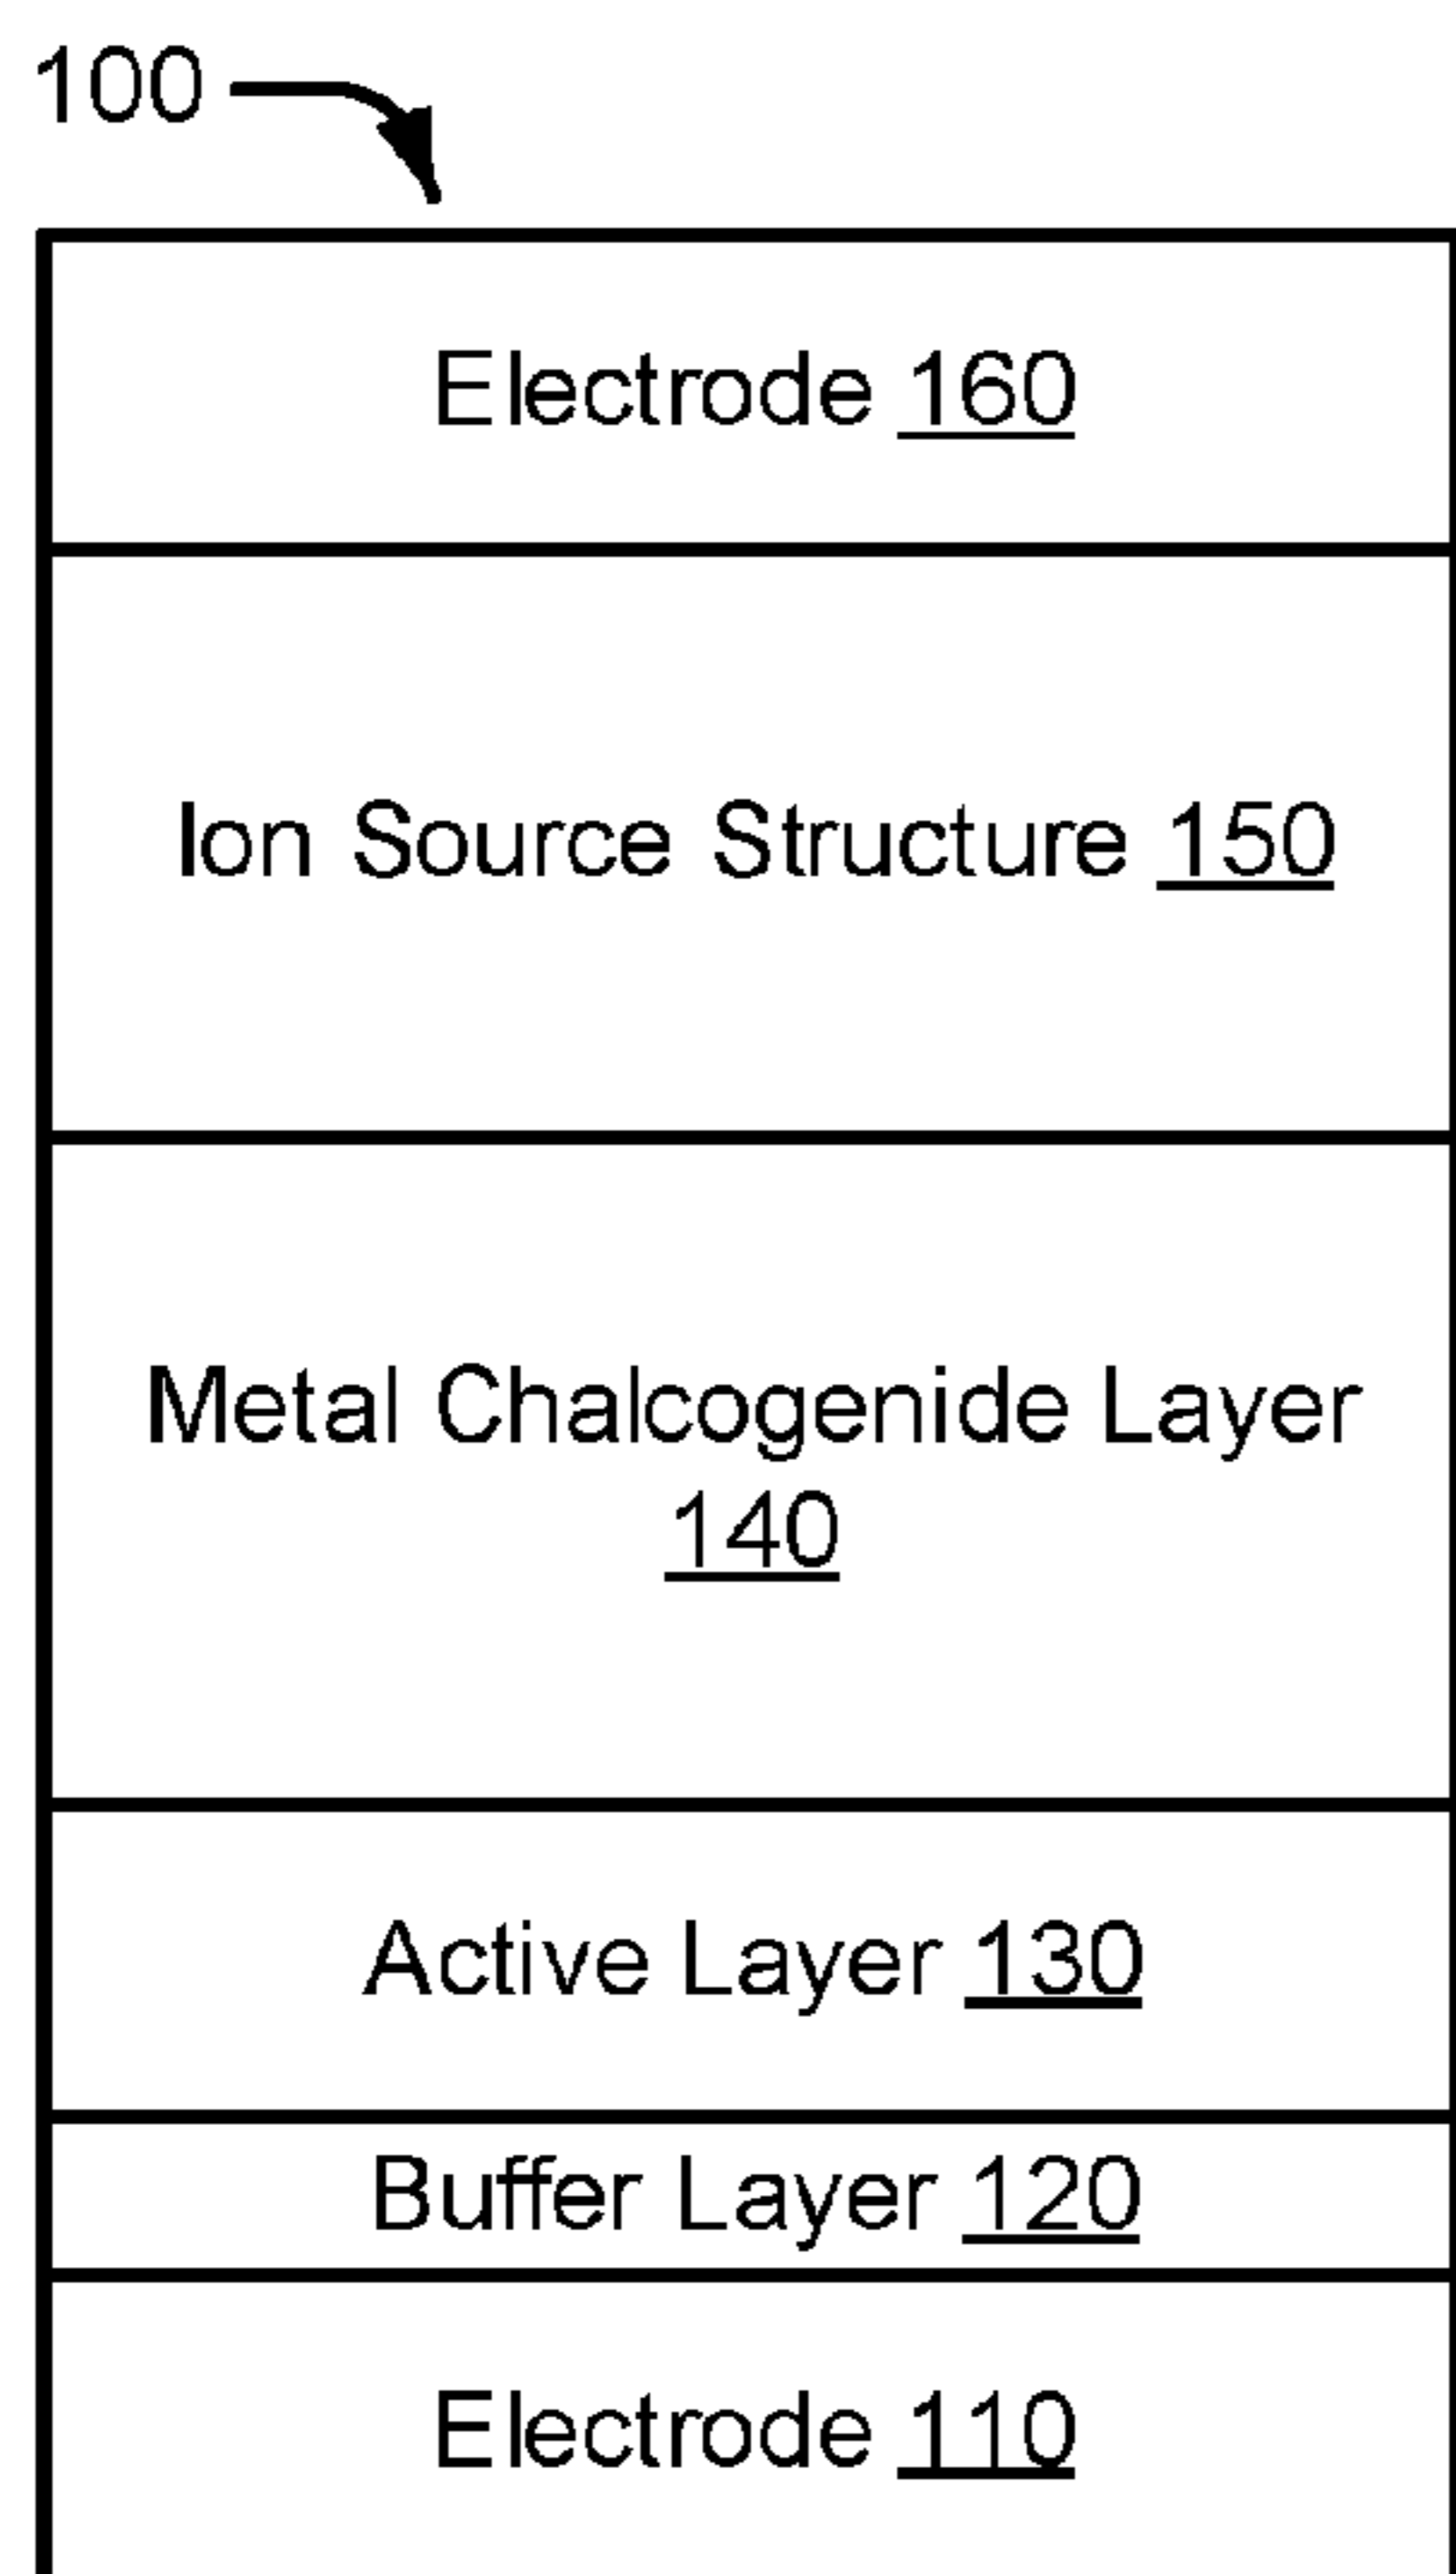 100
Electrode 160
Ion Source Structure 150
Metal Chalcogenide Layer
140
Active Layer 130
Buffer Layer 120
Electrode 110